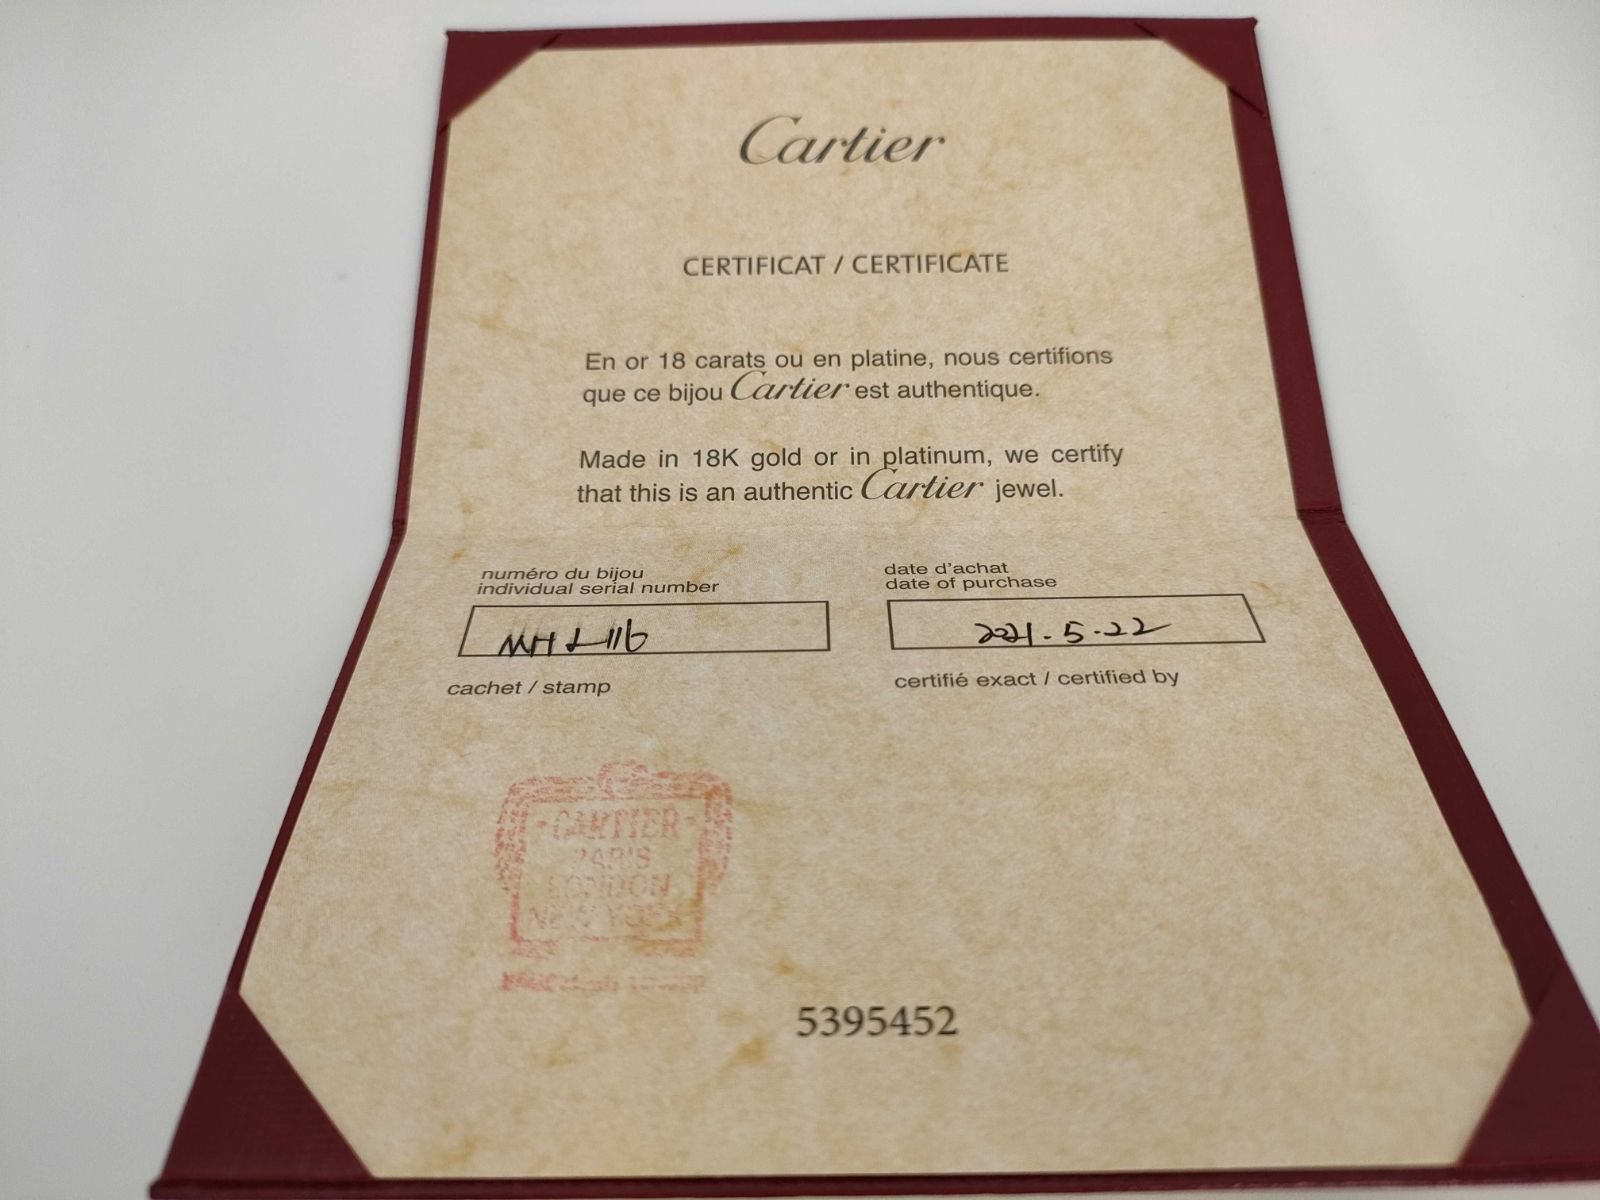 Cartier
CERTIFICAT / CERTIFICATE
En or 18 carats ou en platine, nous certifions
que ce bijou Cartier est authentique.
Made in 18K gold or in platinum, we certify
that this is an authentic Cartier jewel.
numéro du bijou
individual serial number
date d'achat
date of purchase
2021.5.22
cachet / stamp
certifié exact / certified by
CARTIER
PARIS
LONDON
NEW YORK
5395452